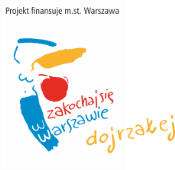 Projekt finansuje m.st. Warszawa
zakochaj się
w Warszawie
dojrzałej